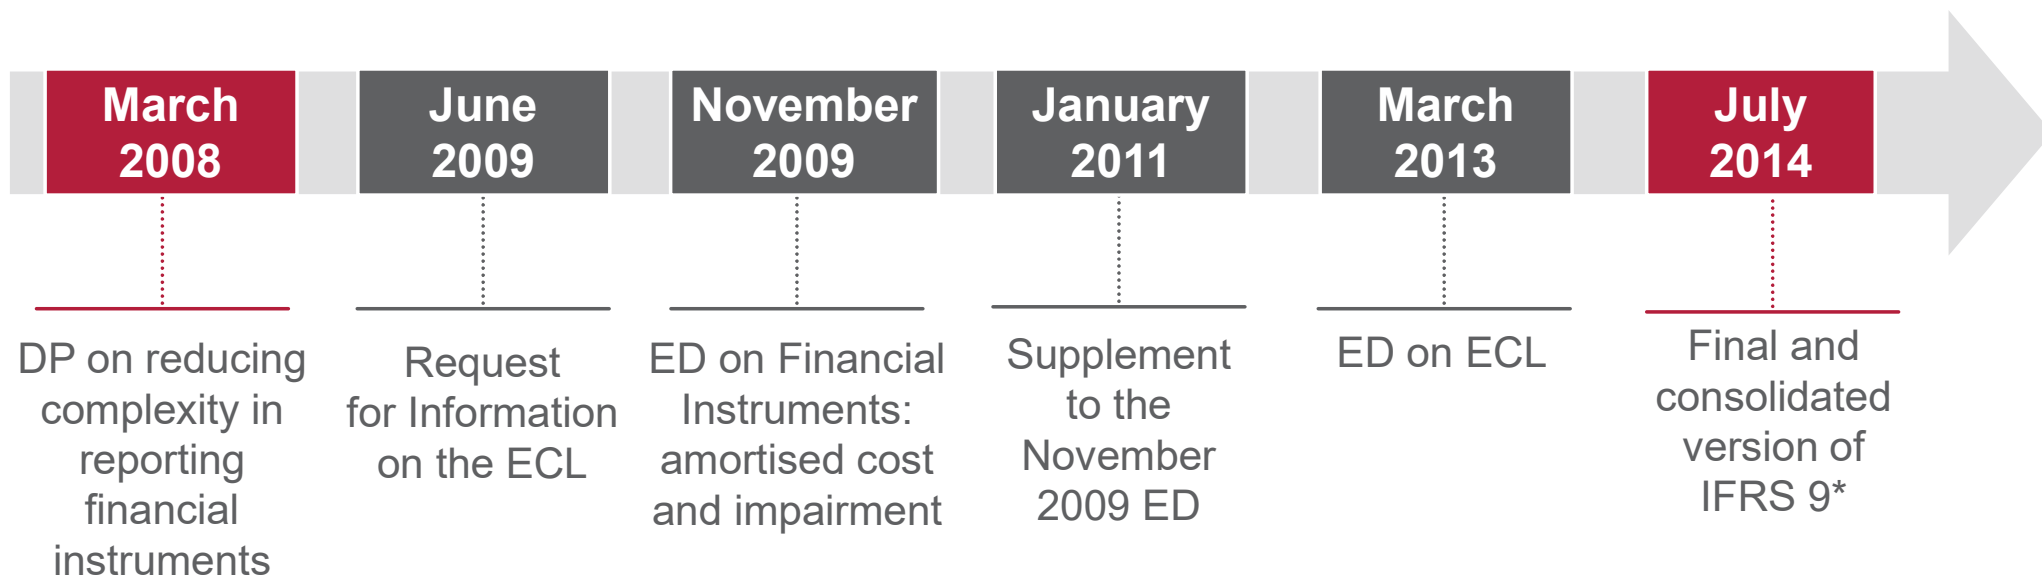 March
2008
June
2009
November
2009
January
2011
March
2013
July
2014
DP on reducing
complexity in
reporting
financial
instruments
Request
for Information
on the ECL
ED on Financial
Instruments:
amortised cost
and impairment
Supplement
to the
November
2009 ED
ED on ECL
Final and
consolidated
version of
IFRS 9*